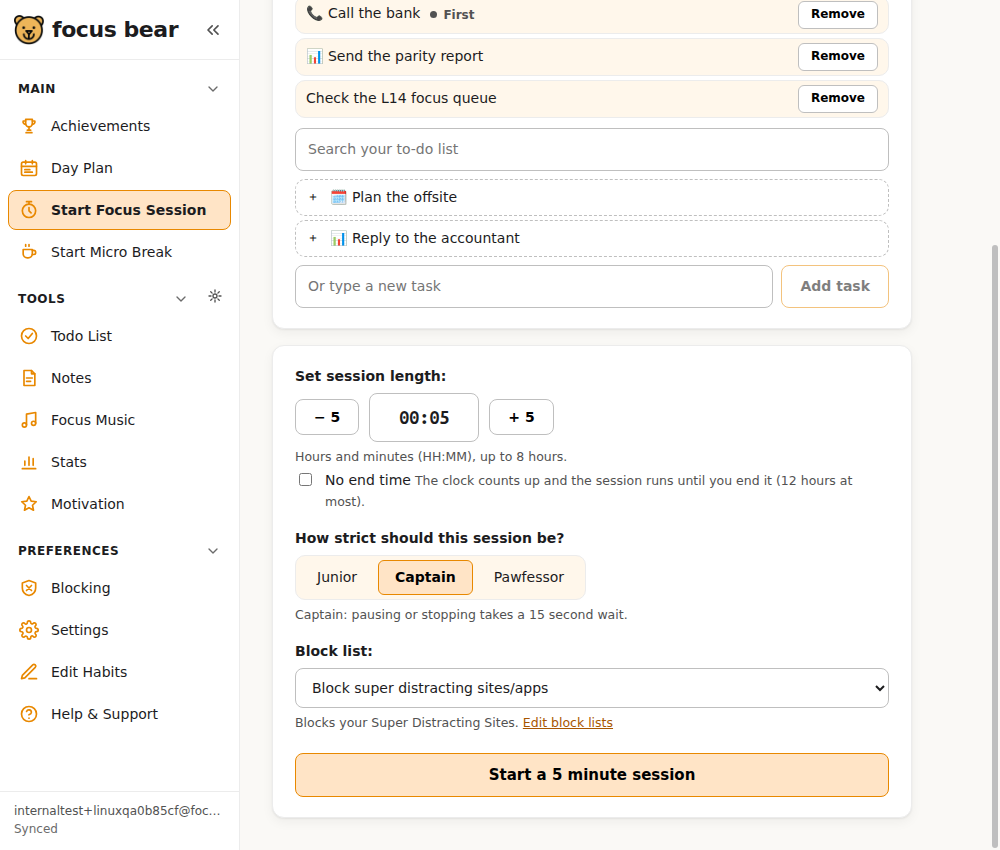 focus bear
MAIN
Achievements
Day Plan
Start Focus Session
Start Micro Break
TOOLS
Todo List
Notes
Focus Music
Stats
Motivation
PREFERENCES
Blocking
Settings
Edit Habits
Help & Support
internaltest+linuxqa0b85cf@foc...
Synced
📞 Call the bank ● First Remove
📊 Send the parity report Remove
Check the L14 focus queue Remove
Search your to-do list
+ 🗓️ Plan the offsite
+ 📊 Reply to the accountant
Or type a new task Add task
Set session length:
− 5 00:05 + 5
Hours and minutes (HH:MM), up to 8 hours.
No end time The clock counts up and the session runs until you end it (12 hours at
most).
How strict should this session be?
Junior Captain Pawfessor
Captain: pausing or stopping takes a 15 second wait.
Block list:
Block super distracting sites/apps
Blocks your Super Distracting Sites. Edit block lists
Start a 5 minute session